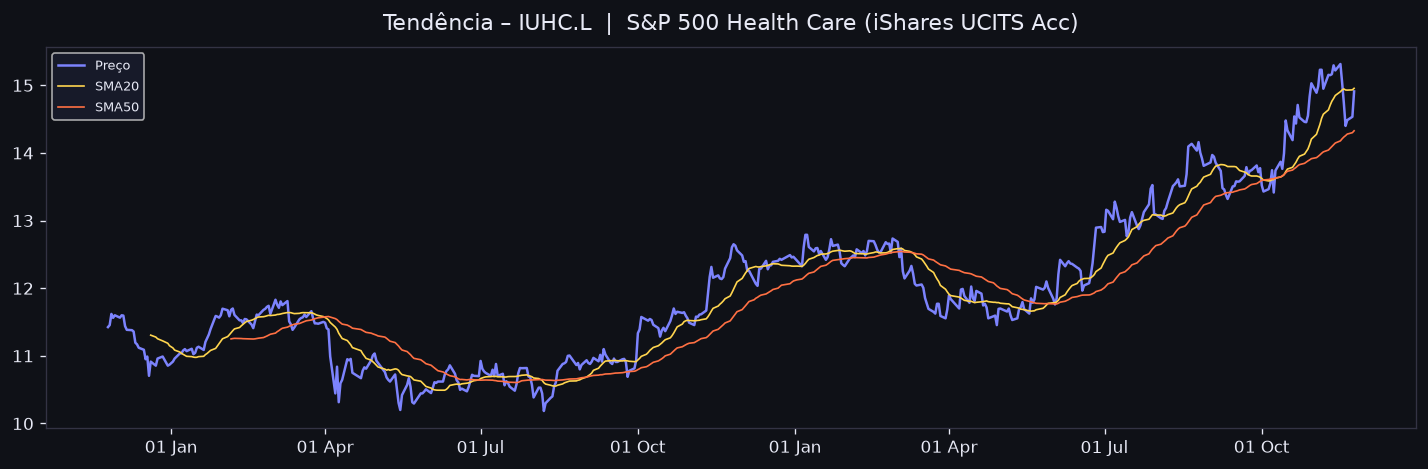 Tendência – IUHC.L | S&P 500 Health Care (iShares UCITS Acc)
Preço
SMA20
SMA50
15
14
13
12
11
10
01 Jan
01 Apr
01 Jul
01 Oct
01 Jan
01 Apr
01 Jul
01 Oct